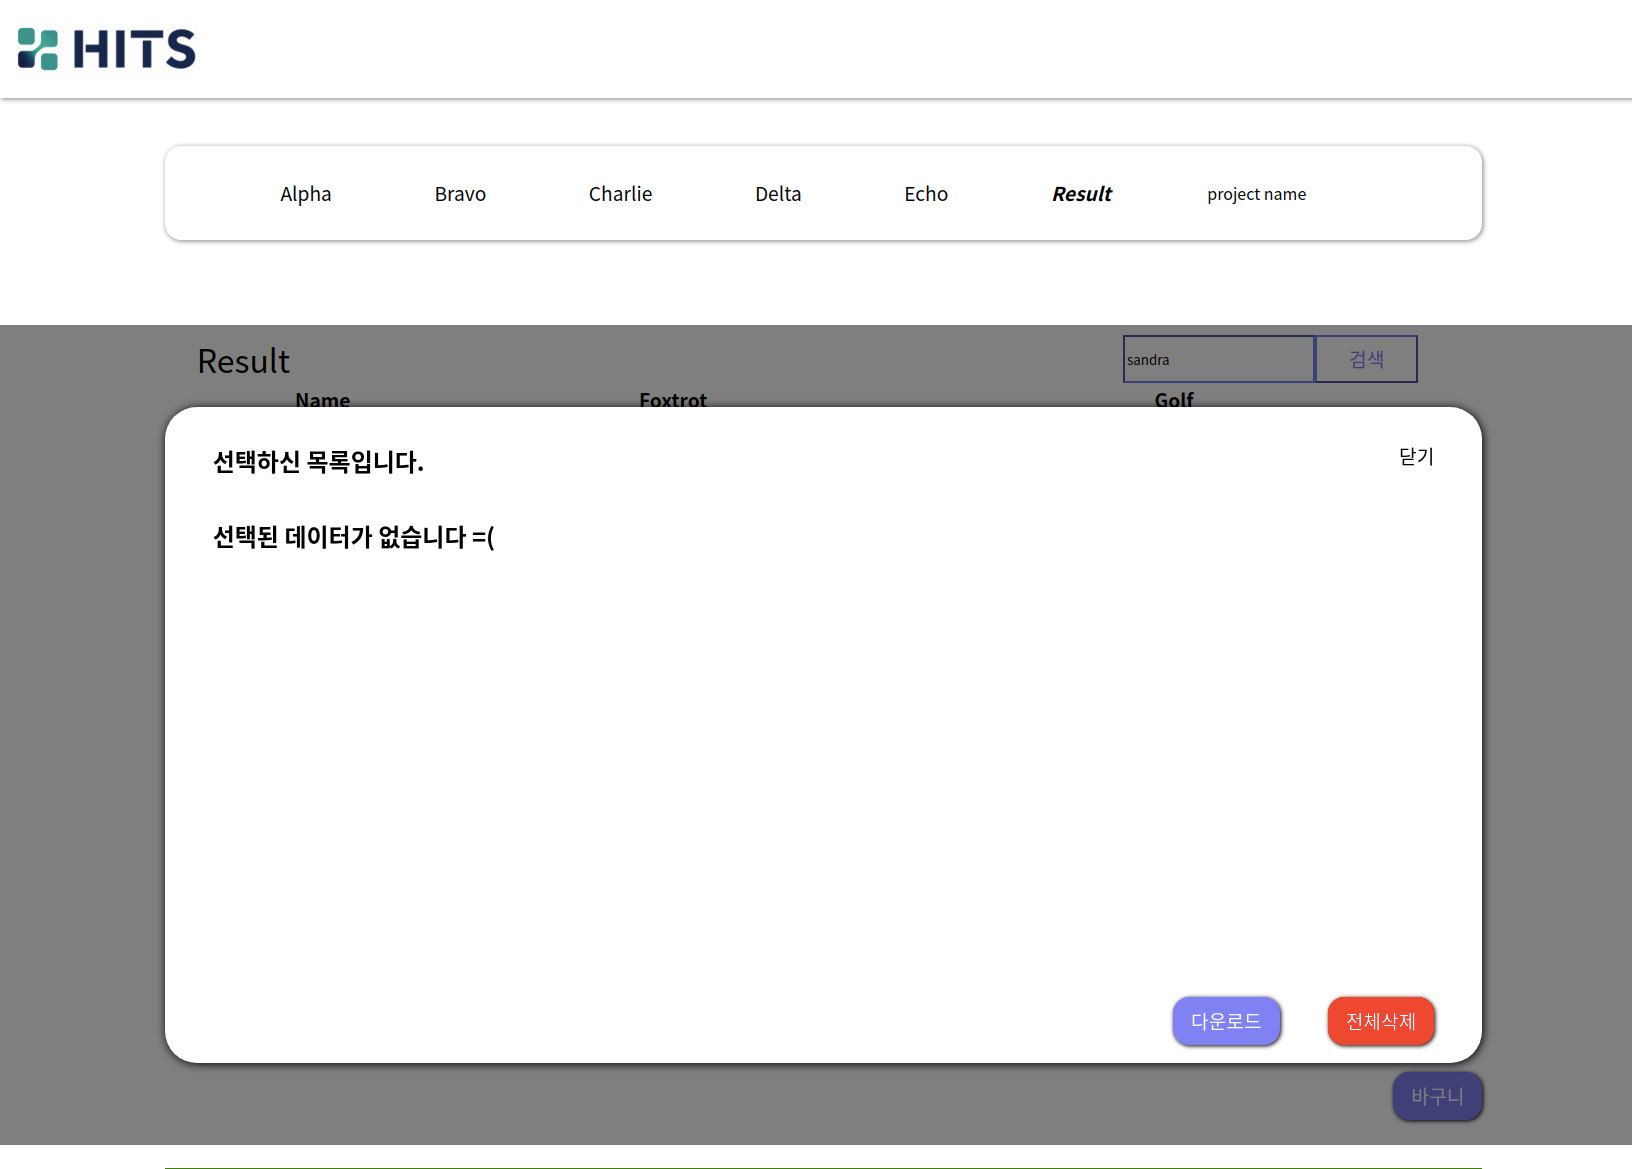 HITS
Alpha Bravo Charlie Delta Echo Result project name
Result sandra 검색
Name Foxtrot Golf
선택하신 목록입니다. 닫기
선택된 데이터가 없습니다 =(
다운로드 전체삭제
바구니